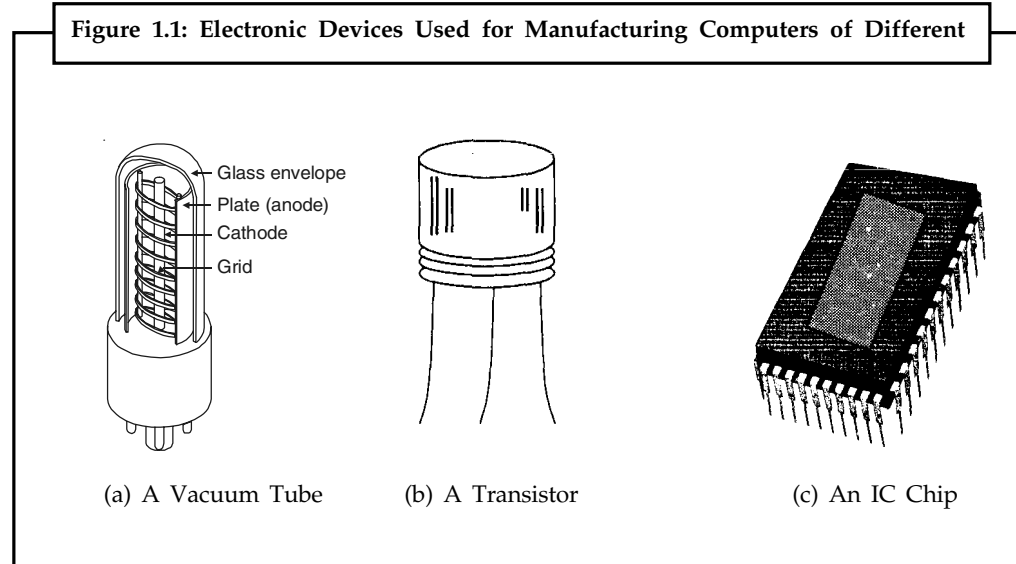 Figure 1.1: Electronic Devices Used for Manufacturing Computers of Different
Glass envelope
Plate (anode)
Cathode
Grid
(a) A Vacuum Tube
(b) A Transistor
(c) An IC Chip